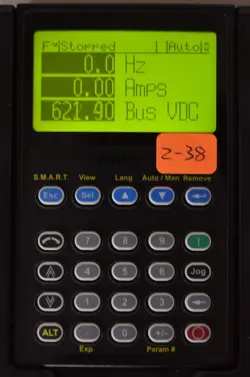 F Stopped Auto
0.0 Hz
0.00 Amps
621.90 Bus VDC
2-38
S.M.A.R.T. View Lang Auto / Man Remove
Esc Sel
7 8 9 I
4 5 6 Jog
1 2 3
ALT . 0 +/-
Exp Param #